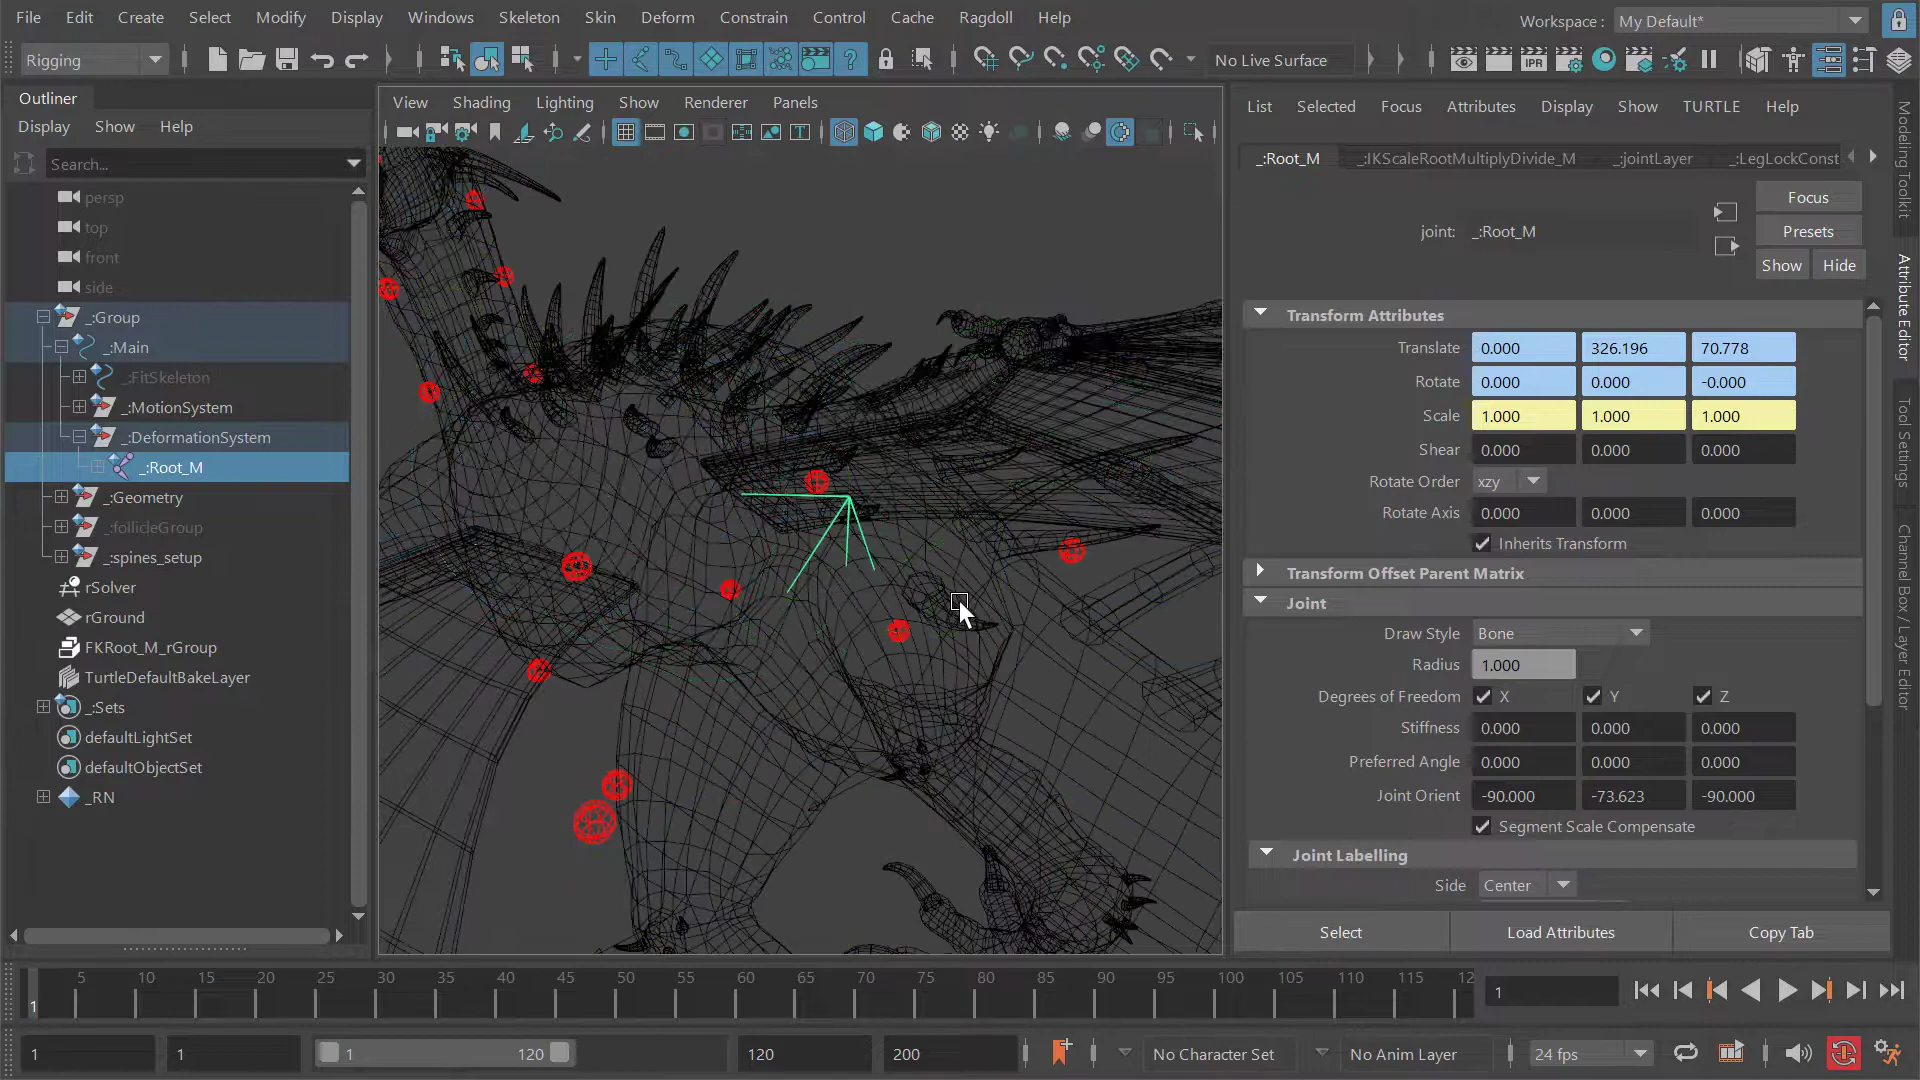 File Edit Create Select Modify Display Windows Skeleton Skin Deform Constrain Control Cache Ragdoll Help
Workspace : My Default*
Rigging
No Live Surface
IPR
Outliner
Display Show Help
Search...
persp
top
front
side
_:Group
_:Main
_:FitSkeleton
_:MotionSystem
_:DeformationSystem
_:Root_M
_:Geometry
_:follicleGroup
_:spines_setup
rSolver
rGround
FKRoot_M_rGroup
TurtleDefaultBakeLayer
_:Sets
defaultLightSet
defaultObjectSet
_RN
View Shading Lighting Show Renderer Panels
List Selected Focus Attributes Display Show TURTLE Help
_:Root_M _:IKScaleRootMultiplyDivide_M _:jointLayer _:LegLockConst
joint: _:Root_M
Focus
Presets
Show Hide
Transform Attributes
Translate 0.000 326.196 70.778
Rotate 0.000 0.000 -0.000
Scale 1.000 1.000 1.000
Shear 0.000 0.000 0.000
Rotate Order xzy
Rotate Axis 0.000 0.000 0.000
Inherits Transform
Transform Offset Parent Matrix
Joint
Draw Style Bone
Radius 1.000
Degrees of Freedom X Y Z
Stiffness 0.000 0.000 0.000
Preferred Angle 0.000 0.000 0.000
Joint Orient -90.000 -73.623 -90.000
Segment Scale Compensate
Joint Labelling
Side Center
Select Load Attributes Copy Tab
Modeling Toolkit
Attribute Editor
Tool Settings
Channel Box / Layer Editor
5 10 15 20 25 30 35 40 45 50 55 60 65 70 75 80 85 90 95 100 105 110 115 12
1
1
1 1 1 120 120 200 No Character Set No Anim Layer 24 fps